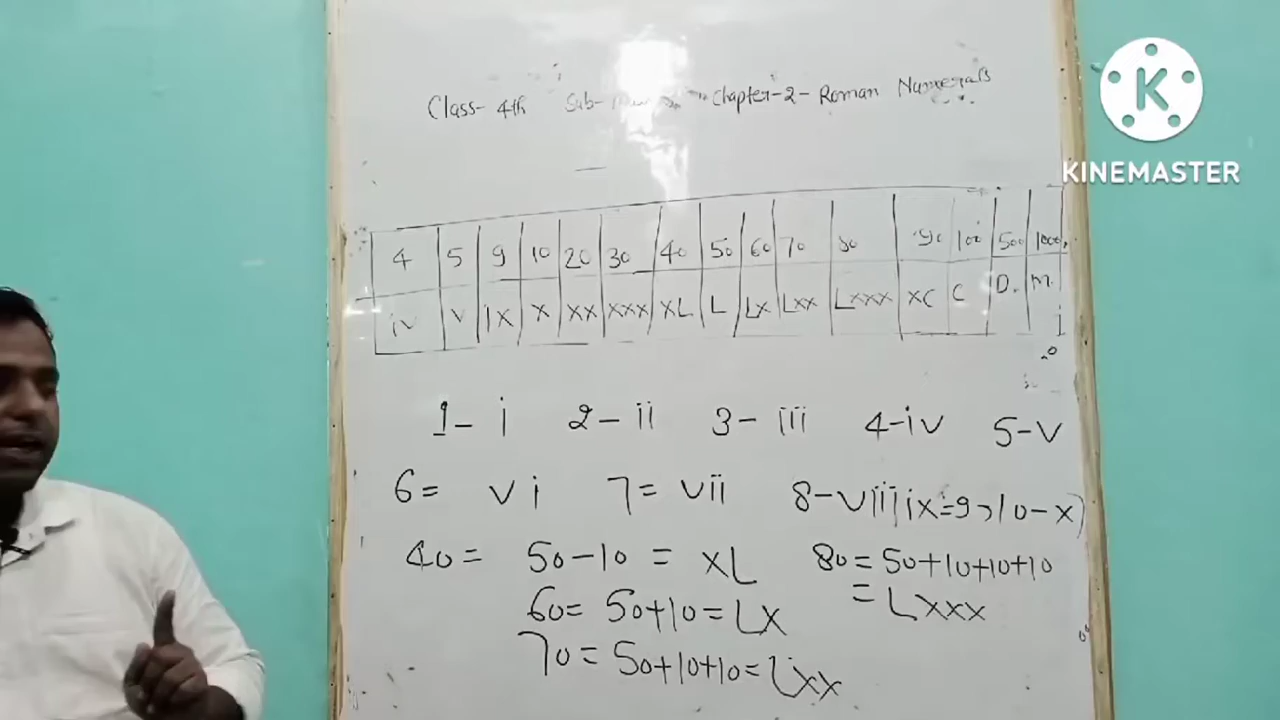 Class- 4th Sub- Chapter-2- Roman Numerals
K
KINEMASTER
4 5 9 10 20 30 40 50 60 70 80 90 100 500 1000
iv V IX X XX XXX XL L LX LXX LXXX XC C D. M.
1- i 2- ii 3- iii 4-iv 5-V
6= vi 7= vii 8-viii ix=9, 10-X
40= 50-10 = XL 80=50+10+10+10
60= 50+10=LX =LXXX
70=50+10+10=LXX